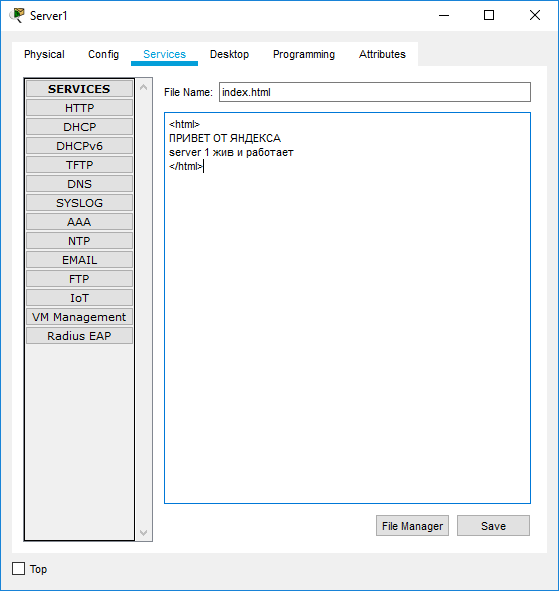 Server1
Physical Config Services Desktop Programming Attributes
SERVICES
HTTP
DHCP
DHCPv6
TFTP
DNS
SYSLOG
AAA
NTP
EMAIL
FTP
IoT
VM Management
Radius EAP
File Name: index.html
<html>
ПРИВЕТ ОТ ЯНДЕКСА
server 1 жив и работает
</html>
File Manager Save
Top